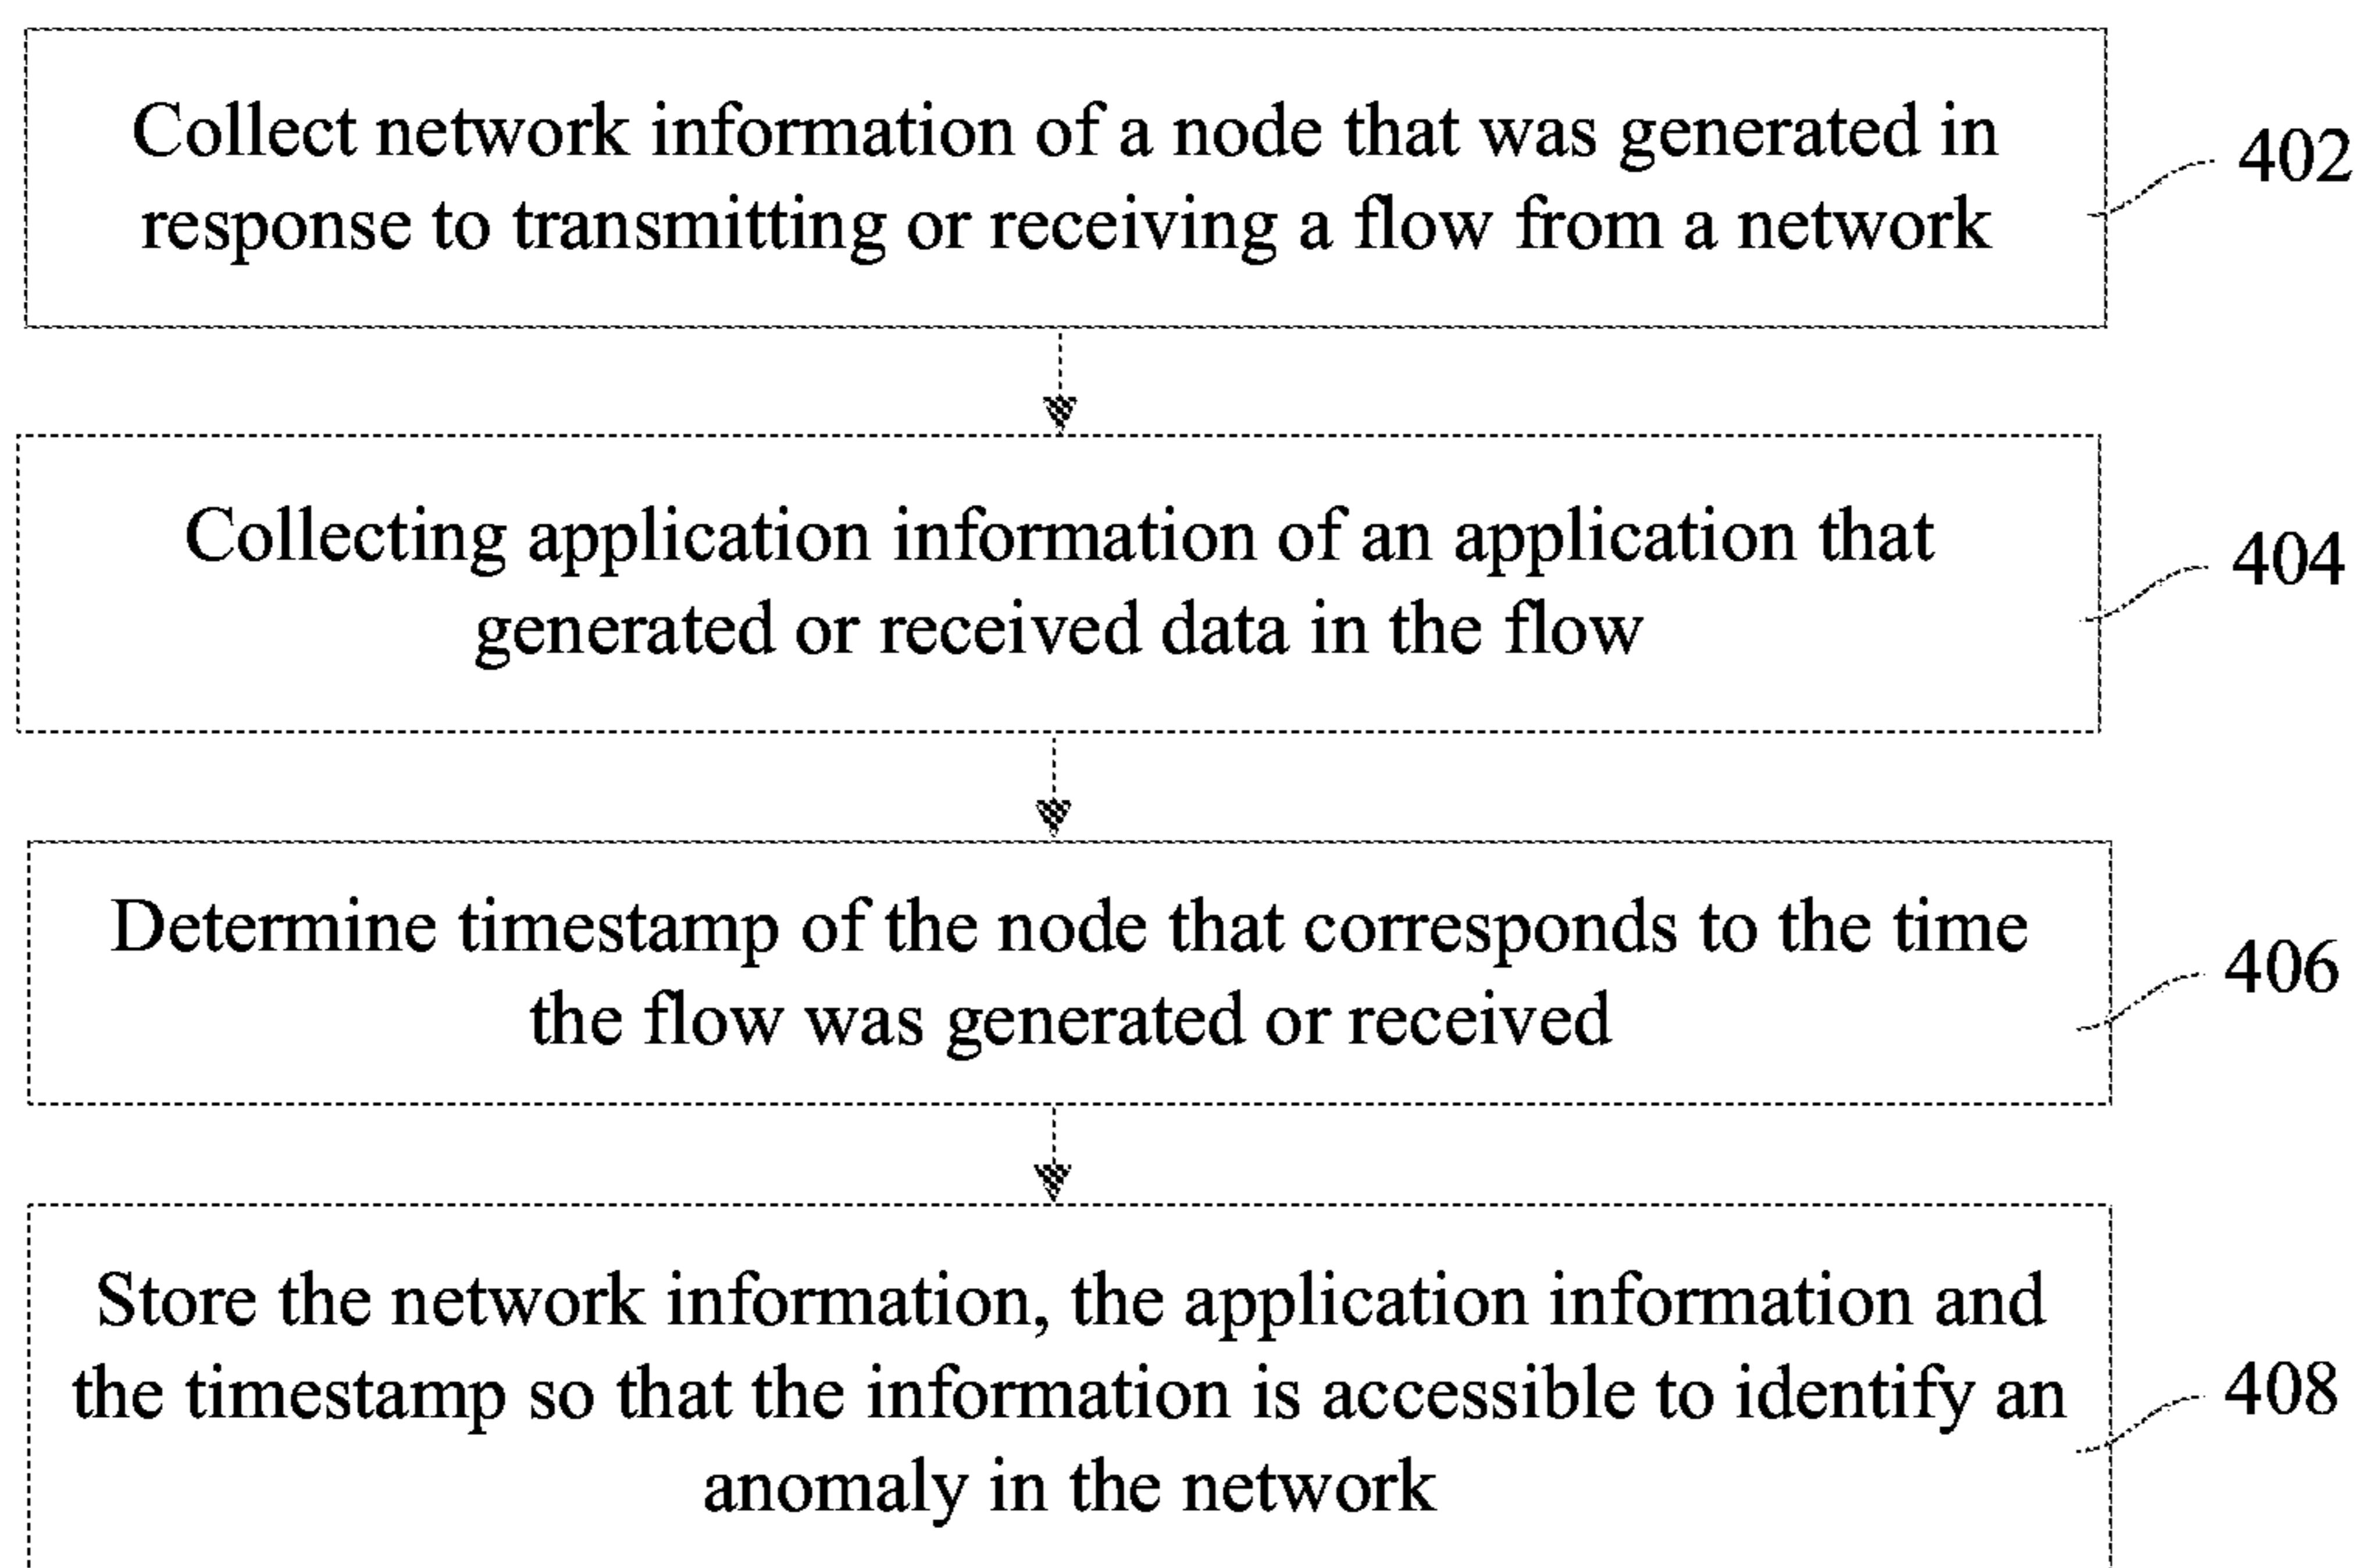 Collect network information of a node that was generated in
response to transmitting or receiving a flow from a network
402
Collecting application information of an application that
generated or received data in the flow
404
Determine timestamp of the node that corresponds to the time
the flow was generated or received
406
Store the network information, the application information and
the timestamp so that the information is accessible to identify an
anomaly in the network
408